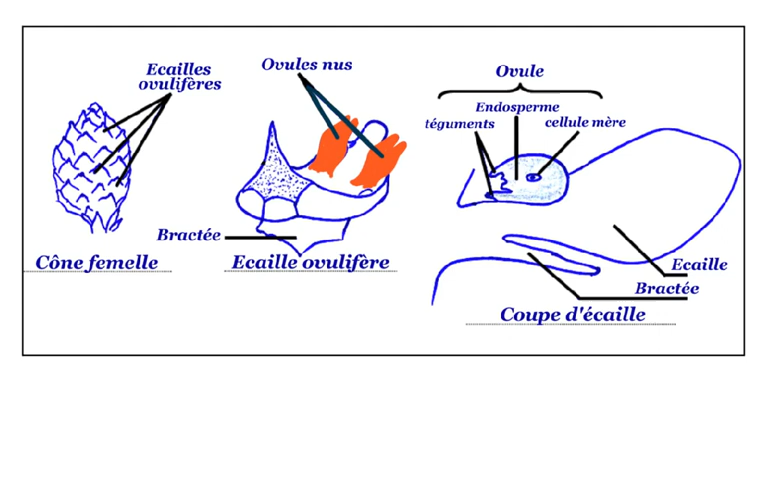 Ecailles
ovulifères
Ovules nus
Ovule
Endosperme
téguments
cellule mère
Bractée
Ecaille
Bractée
Cône femelle
Ecaille ovulifère
Coupe d'écaille